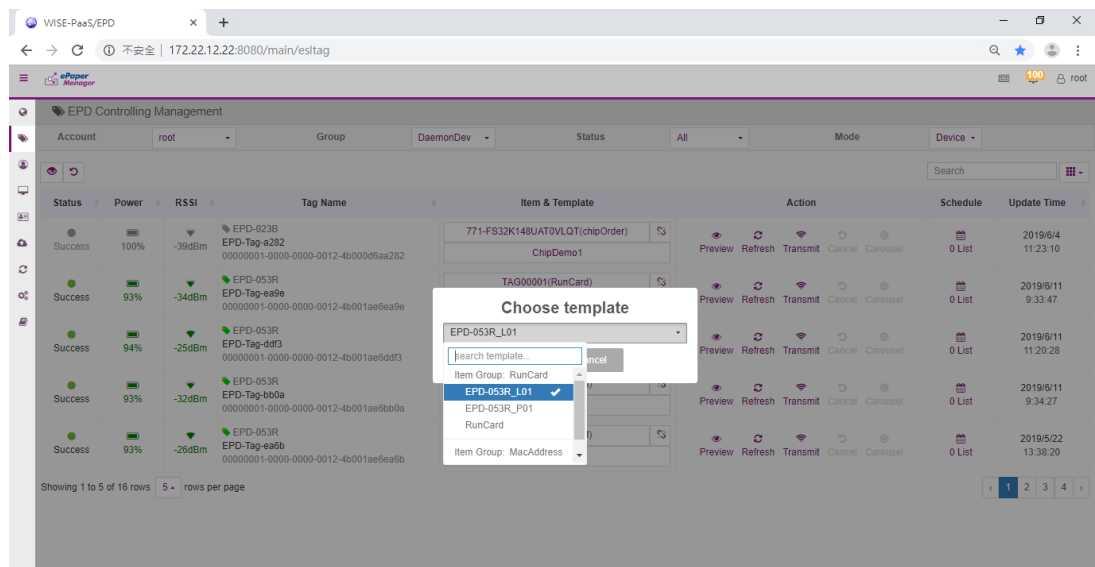 WISE-PaaS/EPD
不安全 | 172.22.12.22:8080/main/esltag
ePaper
Manager
100
root
EPD Controlling Management
Account root Group DaemonDev Status All Mode Device
Search
Status Power RSSI Tag Name Item & Template Action Schedule Update Time
EPD-023B
Success 100% -39dBm EPD-Tag-a282
00000001-0000-0000-0012-4b000d6aa282
771-FS32K148UAT0VLQT(chipOrder)
ChipDemo1
Preview Refresh Transmit Cancel Carousel
0 List
2019/6/4
11:23:10
EPD-053R
Success 93% -34dBm EPD-Tag-ea9e
00000001-0000-0000-0012-4b001ae6ea9e
TAG00001(RunCard)
Preview Refresh Transmit Cancel Carousel
0 List
2019/6/11
9:33:47
EPD-053R
Success 94% -25dBm EPD-Tag-ddf3
00000001-0000-0000-0012-4b001ae6ddf3
Preview Refresh Transmit Cancel Carousel
0 List
2019/6/11
11:20:28
EPD-053R
Success 93% -32dBm EPD-Tag-bb0a
00000001-0000-0000-0012-4b001ae6bb0a
Preview Refresh Transmit Cancel Carousel
0 List
2019/6/11
9:34:27
EPD-053R
Success 93% -26dBm EPD-Tag-ea6b
00000001-0000-0000-0012-4b001ae6ea6b
Preview Refresh Transmit Cancel Carousel
0 List
2019/5/22
13:38:20
Choose template
EPD-053R_L01
search template...
Item Group: RunCard
EPD-053R_L01
EPD-053R_P01
RunCard
Item Group: MacAddress
Showing 1 to 5 of 16 rows 5 rows per page
‹ 1 2 3 4 ›